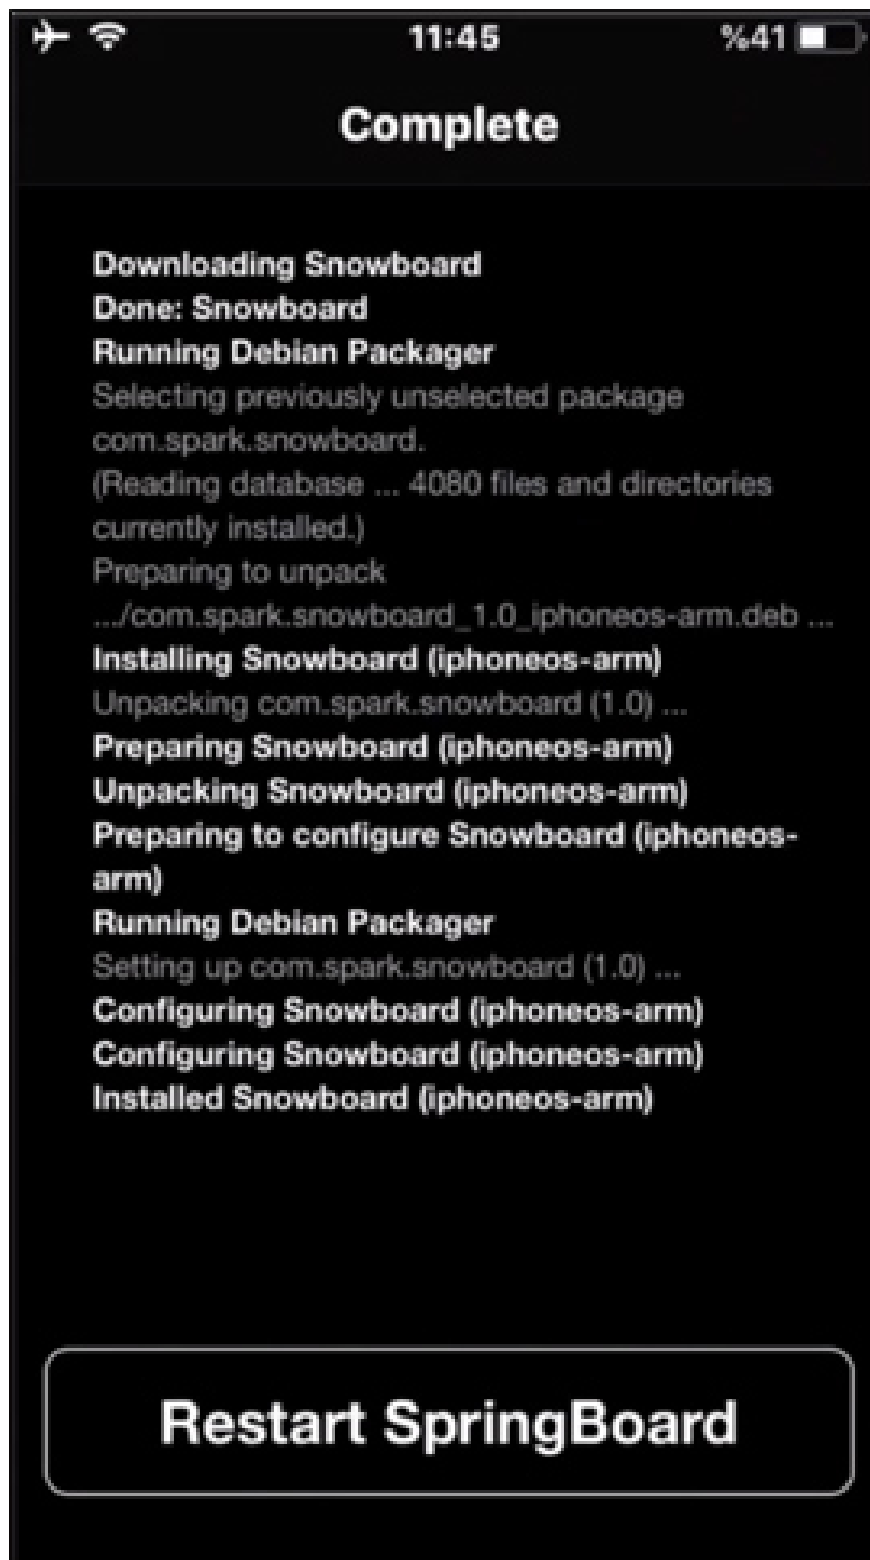 11:45
%41
Complete
Downloading Snowboard
Done: Snowboard
Running Debian Packager
Selecting previously unselected package
com.spark.snowboard.
(Reading database ... 4080 files and directories
currently installed.)
Preparing to unpack
.../com.spark.snowboard_1.0_iphoneos-arm.deb ...
Installing Snowboard (iphoneos-arm)
Unpacking com.spark.snowboard (1.0) ...
Preparing Snowboard (iphoneos-arm)
Unpacking Snowboard (iphoneos-arm)
Preparing to configure Snowboard (iphoneos-
arm)
Running Debian Packager
Setting up com.spark.snowboard (1.0) ...
Configuring Snowboard (iphoneos-arm)
Configuring Snowboard (iphoneos-arm)
Installed Snowboard (iphoneos-arm)
Restart SpringBoard